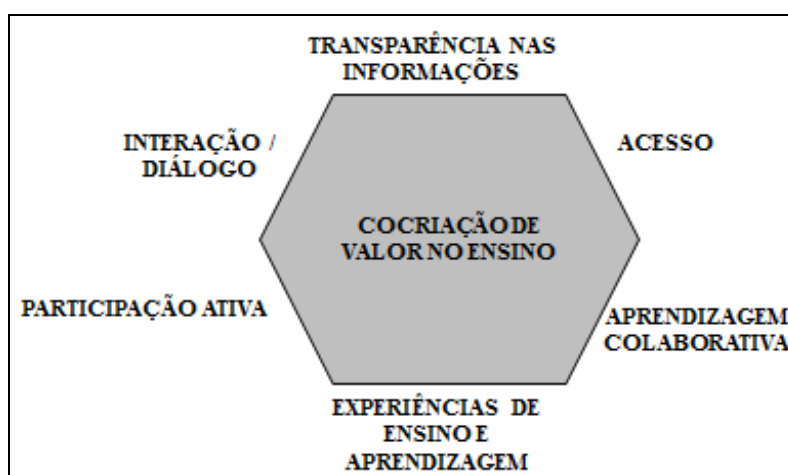 TRANSPARÊNCIA NAS
INFORMAÇÕES
INTERAÇÃO /
DIÁLOGO
ACESSO
COCRIAÇÃO DE
VALOR NO ENSINO
PARTICIPAÇÃO ATIVA
APRENDIZAGEM
COLABORATIVA
EXPERIÊNCIAS DE
ENSINO E
APRENDIZAGEM